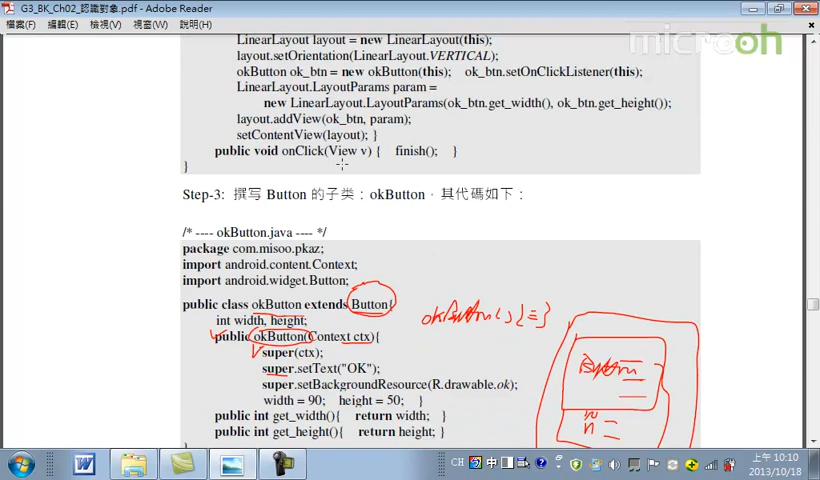 G3_BK_Ch02_認識對象.pdf - Adobe Reader
檔案(F) 編輯(E) 檢視(V) 視窗(W) 說明(H)
microoh
LinearLayout layout = new LinearLayout(this);
layout.setOrientation(LinearLayout.VERTICAL);
okButton ok_btn = new okButton(this); ok_btn.setOnClickListener(this);
LinearLayout.LayoutParams param =
new LinearLayout.LayoutParams(ok_btn.get_width(), ok_btn.get_height());
layout.addView(ok_btn, param);
setContentView(layout); }
public void onClick(View v) { finish(); }
}
Step-3: 撰写 Button 的子类：okButton，其代碼如下：
/* ---- okButton.java ---- */
package com.misoo.pkaz;
import android.content.Context;
import android.widget.Button;
public class okButton extends Button{
int width, height;
okButton() { }
public okButton(Context ctx){
super(ctx);
super.setText("OK");
Button
super.setBackgroundResource(R.drawable.ok);
width = 90; height = 50; }
public int get_width(){ return width; }
public int get_height(){ return height; }
}
CH
上午 10:10
2013/10/18